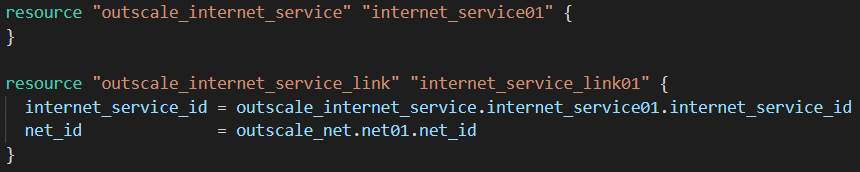 resource "outscale_internet_service" "internet_service01" {
}

resource "outscale_internet_service_link" "internet_service_link01" {
  internet_service_id = outscale_internet_service.internet_service01.internet_service_id
  net_id              = outscale_net.net01.net_id
}